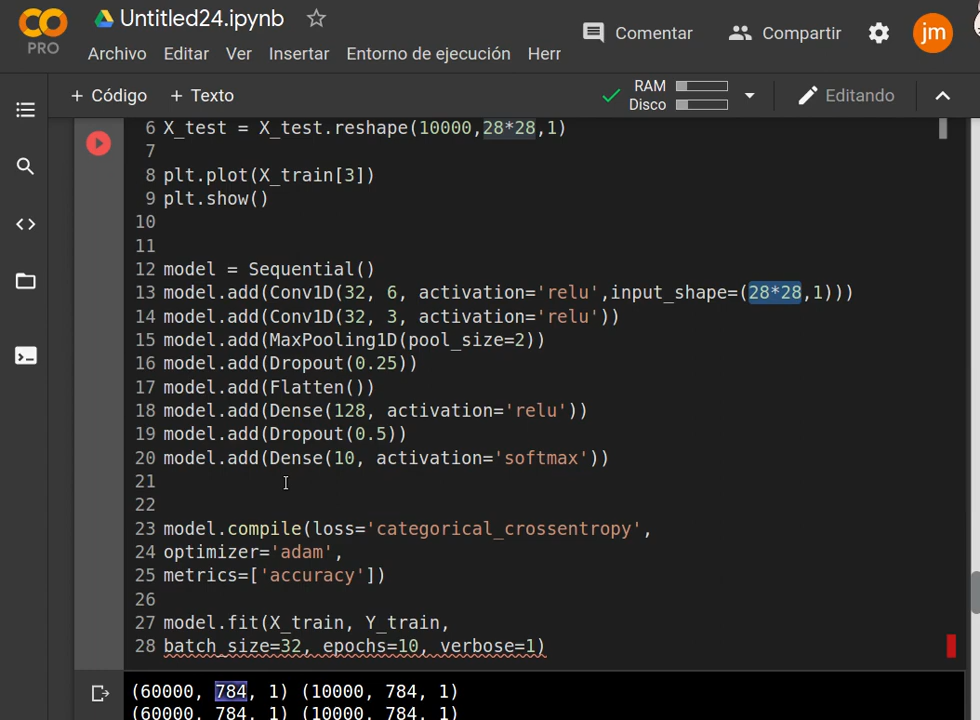 Untitled24.ipynb
PRO
Archivo Editar Ver Insertar Entorno de ejecución Herr
Comentar
Compartir
jm
+ Código + Texto
RAM
Disco
Editando
6 X_test = X_test.reshape(10000,28*28,1)
7
8 plt.plot(X_train[3])
9 plt.show()
10
11
12 model = Sequential()
13 model.add(Conv1D(32, 6, activation='relu',input_shape=(28*28,1)))
14 model.add(Conv1D(32, 3, activation='relu'))
15 model.add(MaxPooling1D(pool_size=2))
16 model.add(Dropout(0.25))
17 model.add(Flatten())
18 model.add(Dense(128, activation='relu'))
19 model.add(Dropout(0.5))
20 model.add(Dense(10, activation='softmax'))
21
22
23 model.compile(loss='categorical_crossentropy',
24 optimizer='adam',
25 metrics=['accuracy'])
26
27 model.fit(X_train, Y_train,
28 batch_size=32, epochs=10, verbose=1)
(60000, 784, 1) (10000, 784, 1)
(60000, 784, 1) (10000, 784, 1)